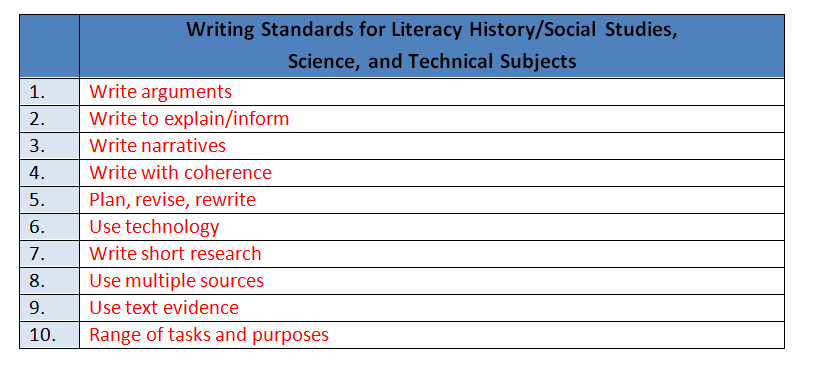 Writing Standards for Literacy History/Social Studies,
Science, and Technical Subjects
1. Write arguments
2. Write to explain/inform
3. Write narratives
4. Write with coherence
5. Plan, revise, rewrite
6. Use technology
7. Write short research
8. Use multiple sources
9. Use text evidence
10. Range of tasks and purposes